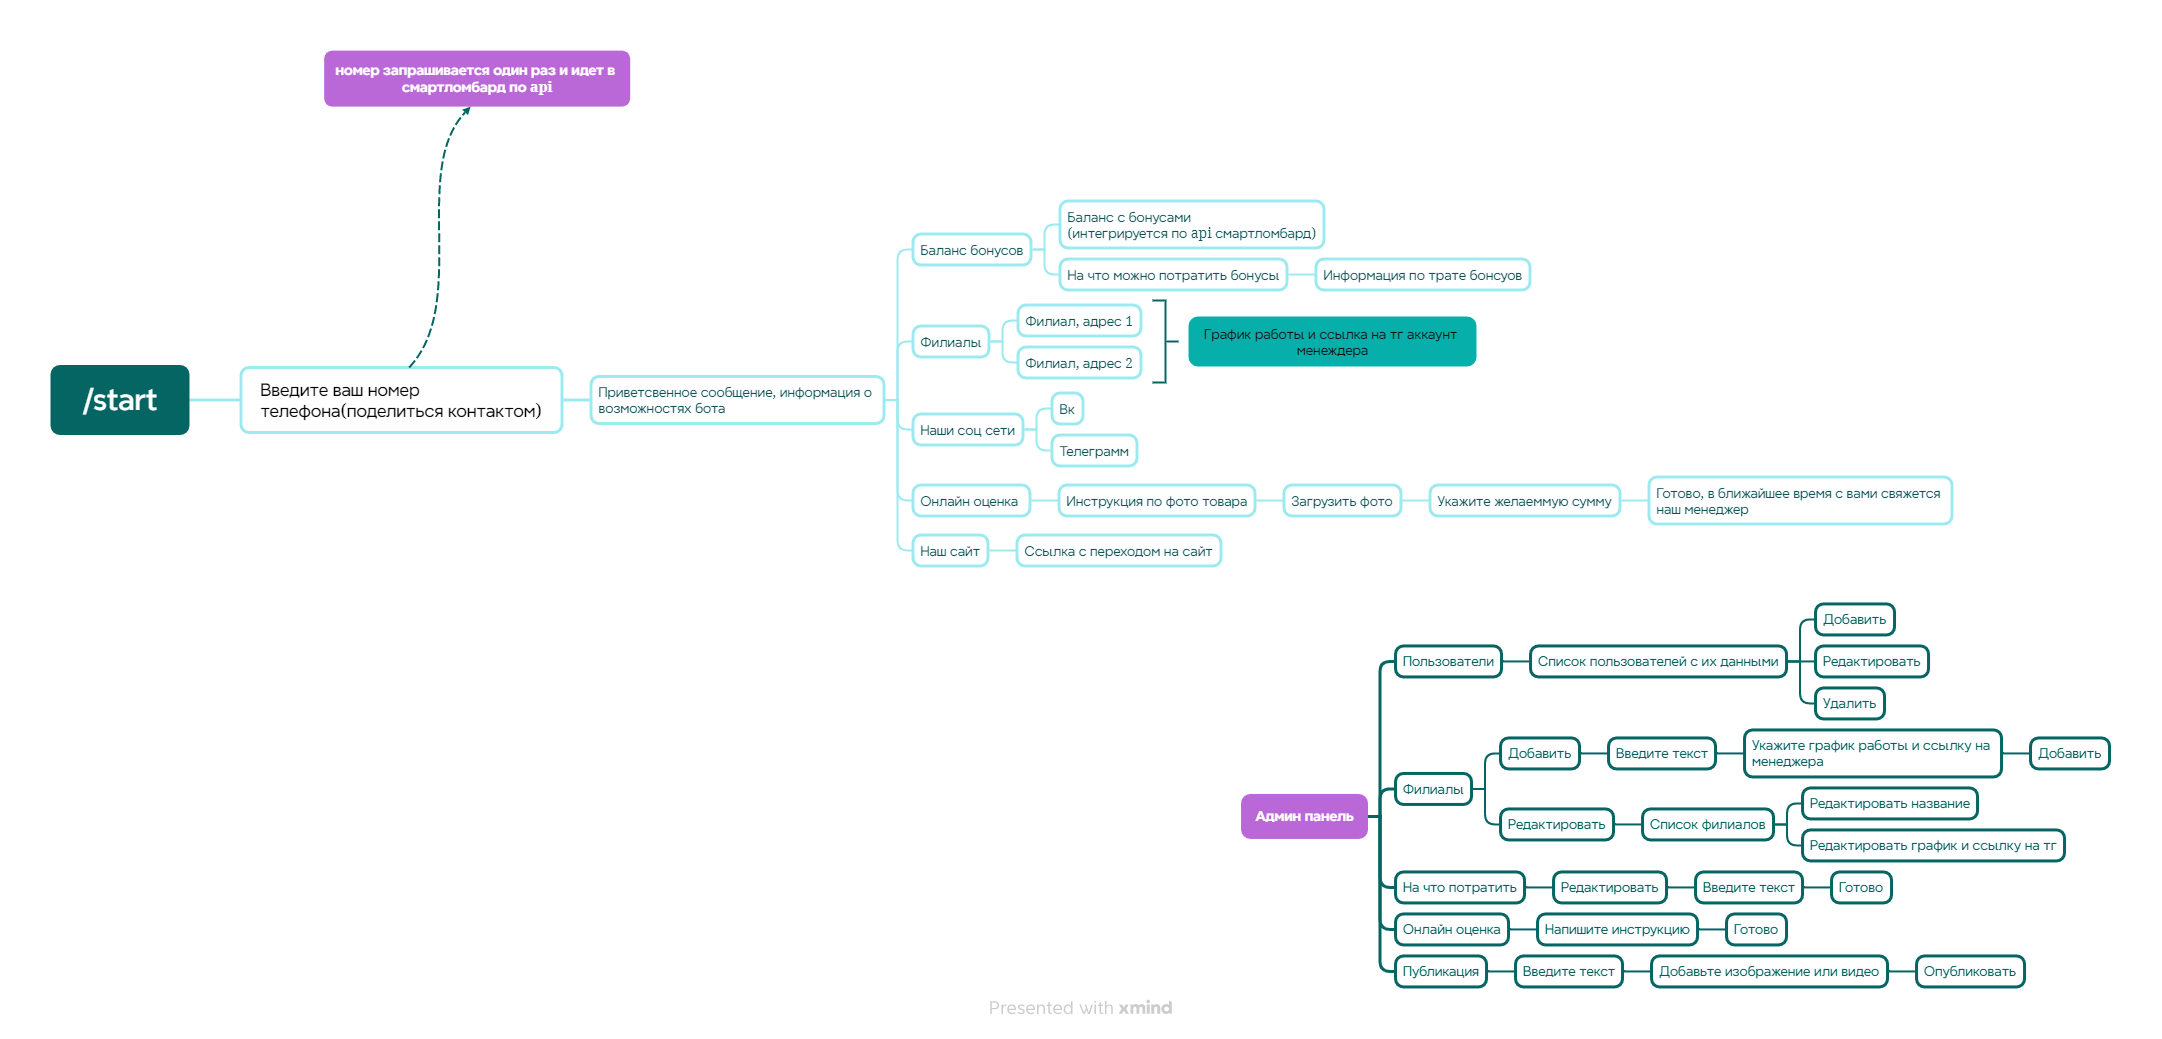 номер запрашивается один раз и идет в
смартломбард по api
/start
Введите ваш номер
телефона(поделиться контактом)
Приветсвенное сообщение, информация о
возможностях бота
Баланс бонусов
Баланс с бонусами
(интегрируется по api смартломбард)
На что можно потратить бонусы
Информация по трате бонсуов
Филиалы
Филиал, адрес 1
Филиал, адрес 2
График работы и ссылка на тг аккаунт
менеждера
Наши соц сети
Вк
Телеграмм
Онлайн оценка
Инструкция по фото товара
Загрузить фото
Укажите желаеммую сумму
Готово, в ближайшее время с вами свяжется
наш менеджер
Наш сайт
Ссылка с переходом на сайт
Админ панель
Пользователи
Список пользователей с их данными
Добавить
Редактировать
Удалить
Филиалы
Добавить
Введите текст
Укажите график работы и ссылку на
менеджера
Добавить
Редактировать
Список филиалов
Редактировать название
Редактировать график и ссылку на тг
На что потратить
Редактировать
Введите текст
Готово
Онлайн оценка
Напишите инструкцию
Готово
Публикация
Введите текст
Добавьте изображение или видео
Опубликовать
Presented with xmind